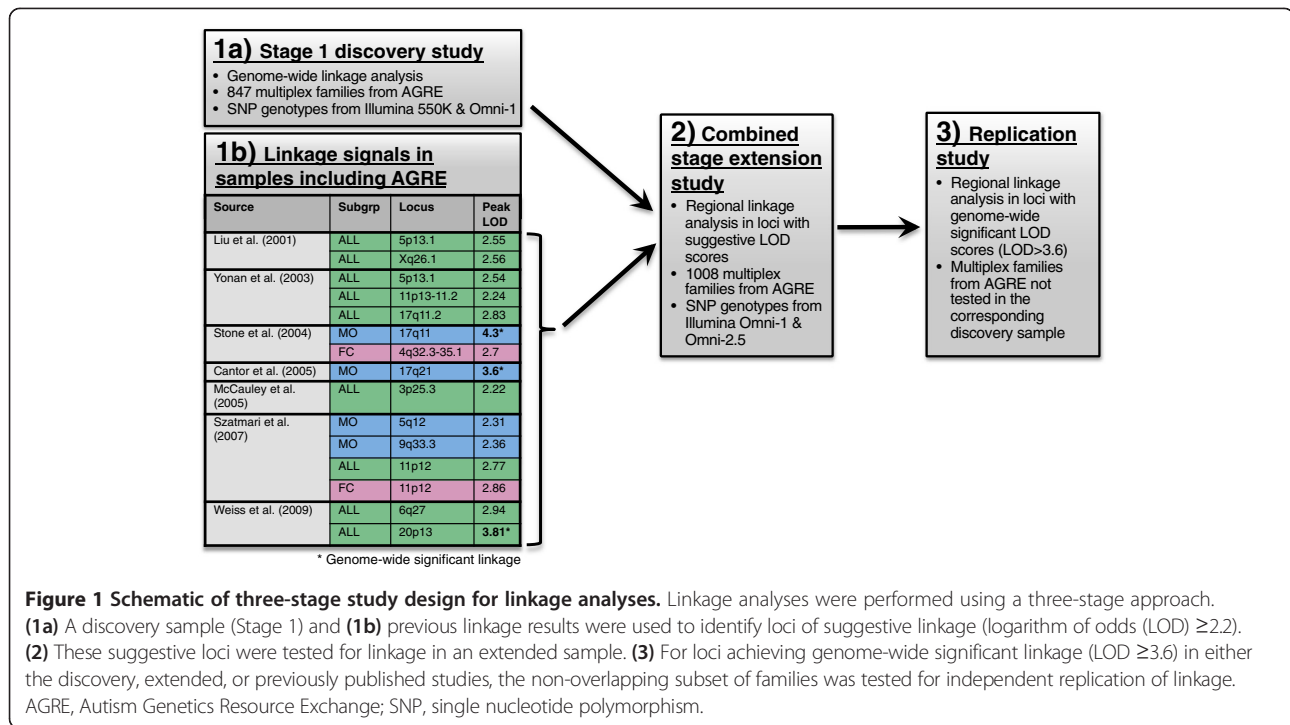 1a) Stage 1 discovery study
• Genome-wide linkage analysis
• 847 multiplex families from AGRE
• SNP genotypes from Illumina 550K & Omni-1
1b) Linkage signals in
samples including AGRE
Source Subgrp Locus Peak
LOD
Liu et al. (2001) ALL 5p13.1 2.55
ALL Xq26.1 2.56
Yonan et al. (2003) ALL 5p13.1 2.54
ALL 11p13-11.2 2.24
ALL 17q11.2 2.83
Stone et al. (2004) MO 17q11 4.3*
FC 4q32.3-35.1 2.7
Cantor et al. (2005) MO 17q21 3.6*
McCauley et al.
(2005) ALL 3p25.3 2.22
Szatmari et al.
(2007) MO 5q12 2.31
MO 9q33.3 2.36
ALL 11p12 2.77
FC 11p12 2.86
Weiss et al. (2009) ALL 6q27 2.94
ALL 20p13 3.81*
* Genome-wide significant linkage
2) Combined
stage extension
study
• Regional linkage
analysis in loci with
suggestive LOD
scores
• 1008 multiplex
families from AGRE
• SNP genotypes from
Illumina Omni-1 &
Omni-2.5
3) Replication
study
• Regional linkage
analysis in loci with
genome-wide
significant LOD
scores (LOD>3.6)
• Multiplex families
from AGRE not
tested in the
corresponding
discovery sample
Figure 1 Schematic of three-stage study design for linkage analyses. Linkage analyses were performed using a three-stage approach.
(1a) A discovery sample (Stage 1) and (1b) previous linkage results were used to identify loci of suggestive linkage (logarithm of odds (LOD) ≥2.2).
(2) These suggestive loci were tested for linkage in an extended sample. (3) For loci achieving genome-wide significant linkage (LOD ≥3.6) in either
the discovery, extended, or previously published studies, the non-overlapping subset of families was tested for independent replication of linkage.
AGRE, Autism Genetics Resource Exchange; SNP, single nucleotide polymorphism.